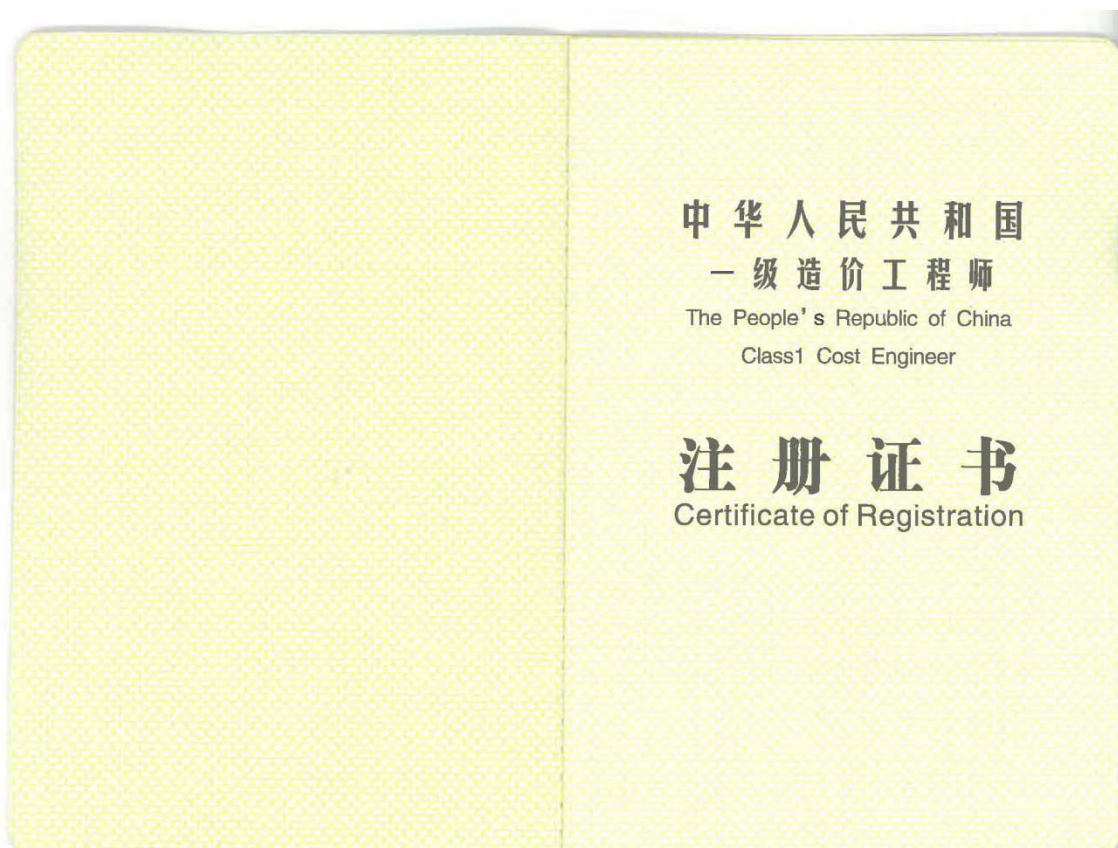 中华人民共和国
一级造价工程师
The People's Republic of China
Class1 Cost Engineer
注册证书
Certificate of Registration